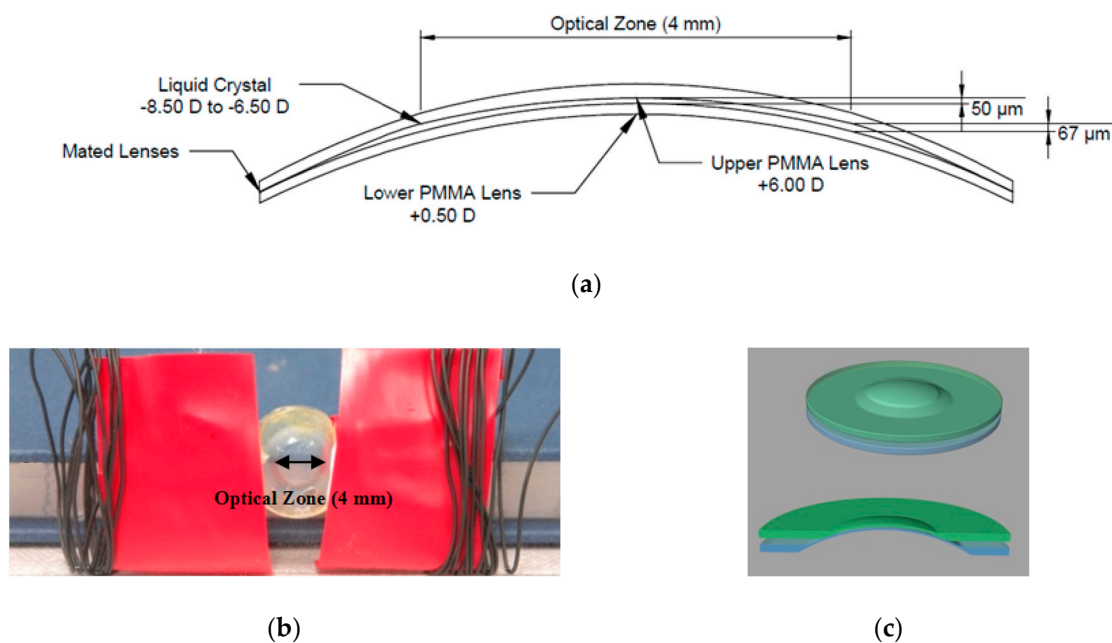 Optical Zone (4 mm)
Liquid Crystal
-8.50 D to -6.50 D
50 µm
67 µm
Mated Lenses
Upper PMMA Lens
+6.00 D
Lower PMMA Lens
+0.50 D
(a)
Optical Zone (4 mm)
(b)
(c)